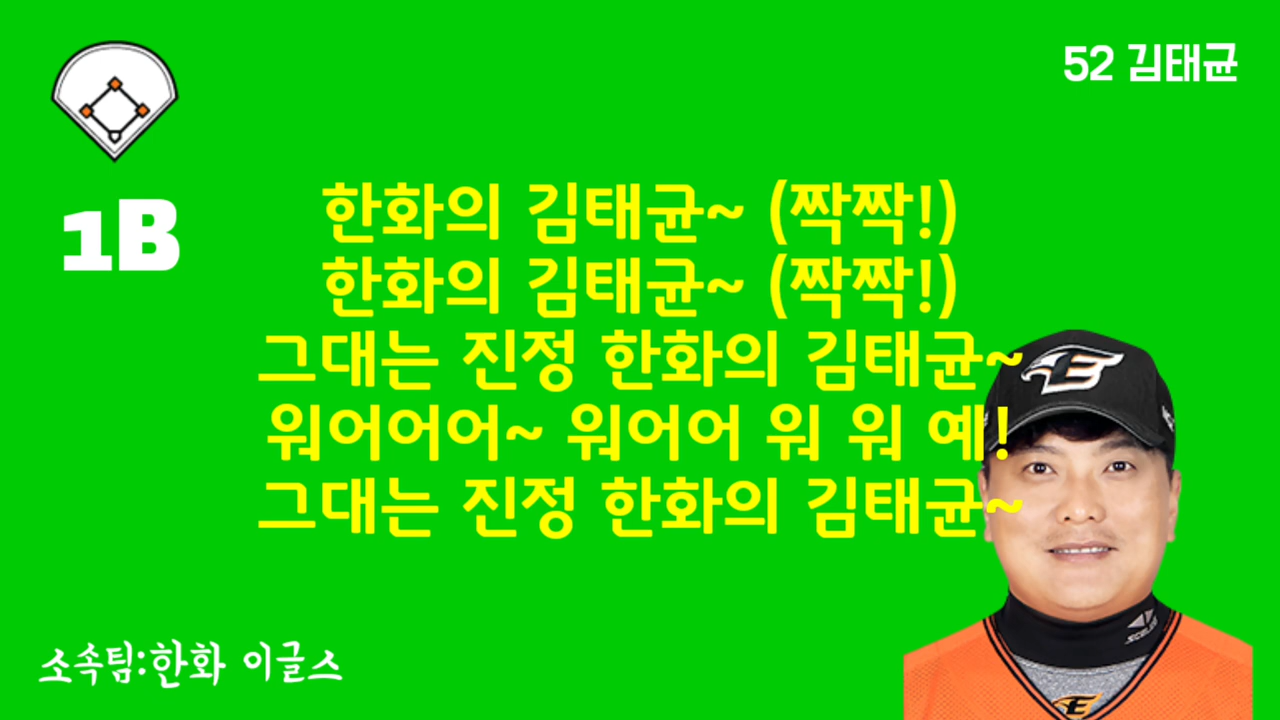 52 김태균
1B
한화의 김태균~ (짝짝!)
한화의 김태균~ (짝짝!)
그대는 진정 한화의 김태균~
워어어어~ 워어어 워 워 예!
그대는 진정 한화의 김태균~
소속팀:한화 이글스